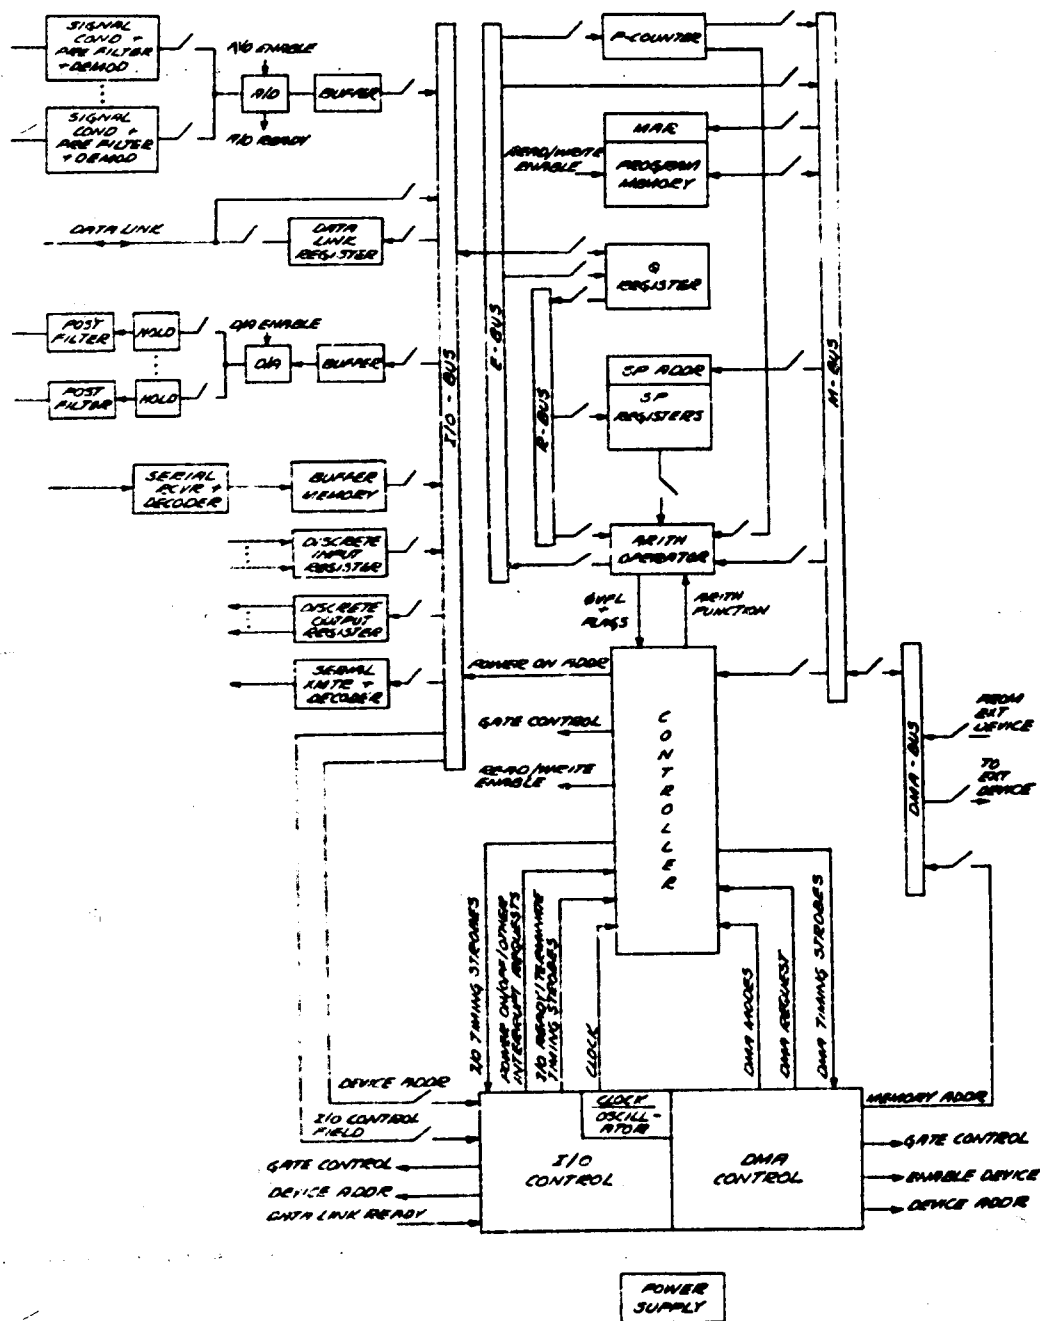 SIGNAL
COND +
PRE FILTER
+ DEMOD
SIGNAL
COND +
PRE FILTER
+ DEMOD
A/D ENABLE
A/D
A/D READY
BUFFER
DATA LINK
DATA
LINK
REGISTER
POST
FILTER
HOLD
D/A ENABLE
D/A
BUFFER
POST
FILTER
HOLD
SERIAL
RCVR +
DECODER
BUFFER
MEMORY
DISCRETE
INPUT
REGISTER
DISCRETE
OUTPUT
REGISTER
SERIAL
XMTR +
DECODER
I/O - BUS
E - BUS
R - BUS
M - BUS
P-COUNTER
MAR
READ/WRITE
ENABLE
PROGRAM
MEMORY
Q
REGISTER
SP ADDR
SP
REGISTERS
ARITH
OPERATOR
OVFL
+
FLAGS
ARITH
FUNCTION
POWER ON ADDR
GATE CONTROL
READ/WRITE
ENABLE
CONTROLLER
DMA - BUS
FROM
EXT
DEVICE
TO
EXT
DEVICE
I/O TIMING STROBES
POWER ON/OFF/OTHER
INTERRUPT REQUESTS
I/O READY/TERMINATE
TIMING STROBES
CLOCK
DMA MODES
DMA REQUEST
DMA TIMING STROBES
DEVICE ADDR
I/O CONTROL
FIELD
GATE CONTROL
DEVICE ADDR
DATA LINK READY
CLOCK
OSCILL-
ATOR
I/O
CONTROL
DMA
CONTROL
MEMORY ADDR
GATE CONTROL
ENABLE DEVICE
DEVICE ADDR
POWER
SUPPLY